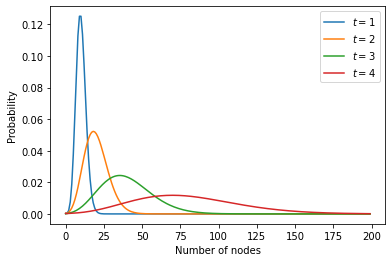 0.12
0.10
0.08
0.06
0.04
0.02
0.00
Probability
0 25 50 75 100 125 150 175 200
Number of nodes
t = 1
t = 2
t = 3
t = 4